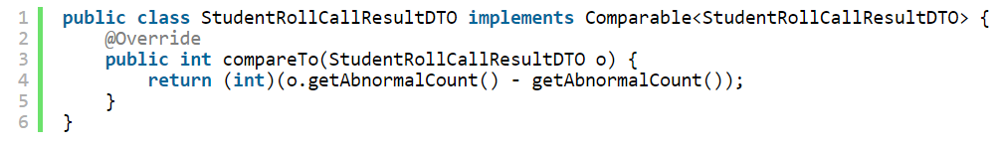 1 public class StudentRollCallResultDTO implements Comparable<StudentRollCallResultDTO> {
2     @Override
3     public int compareTo(StudentRollCallResultDTO o) {
4         return (int)(o.getAbnormalCount() - getAbnormalCount());
5     }
6 }